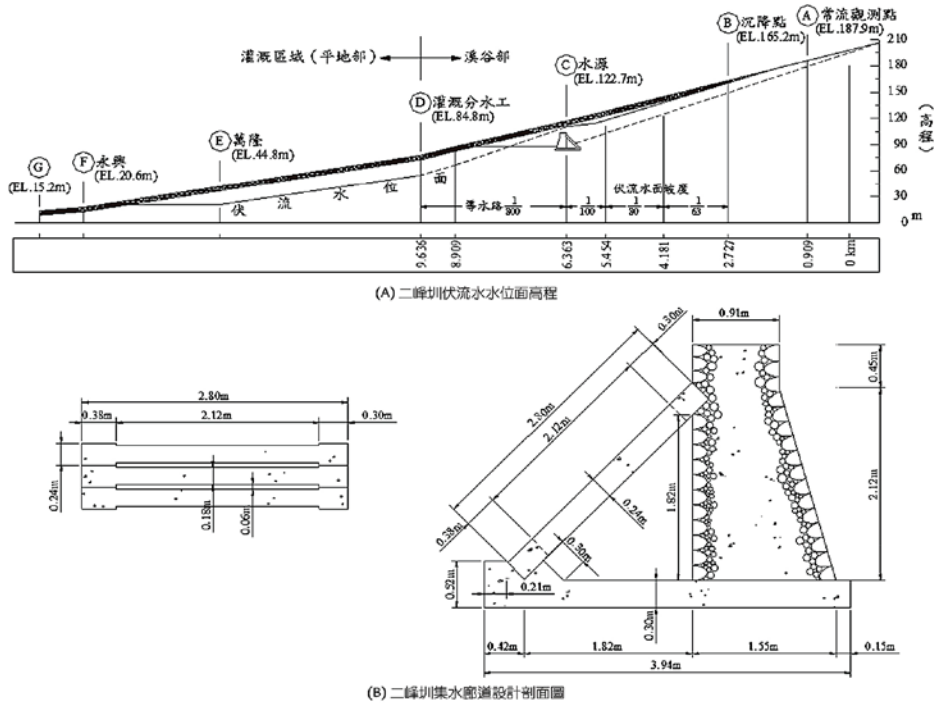 灌溉區域（平地部）
溪谷部
Ⓐ 常流觀測點
(EL.187.9m)
Ⓑ 沉降點
(EL.165.2m)
Ⓒ 水源
(EL.122.7m)
Ⓓ 灌溉分水工
(EL.84.8m)
Ⓔ 萬隆
(EL.44.8m)
Ⓕ 永興
(EL.20.6m)
Ⓖ
(EL.15.2m)
210
180
150
120
90
60
30
0 m
（高程）
伏流水位面
伏流水面坡度
等水路 1/800
1/100
1/80
1/63
9.636
8.909
6.363
5.454
4.181
2.727
0.909
0 km
(A) 二峰圳伏流水水位面高程
2.80m
0.38m
2.12m
0.30m
0.24m
0.18m
0.06m
0.91m
0.30m
0.45m
2.80m
2.12m
1.82m
2.12m
0.24m
0.38m
0.30m
0.52m
0.21m
0.30m
0.42m
1.82m
1.55m
0.15m
3.94m
(B) 二峰圳集水廊道設計剖面圖